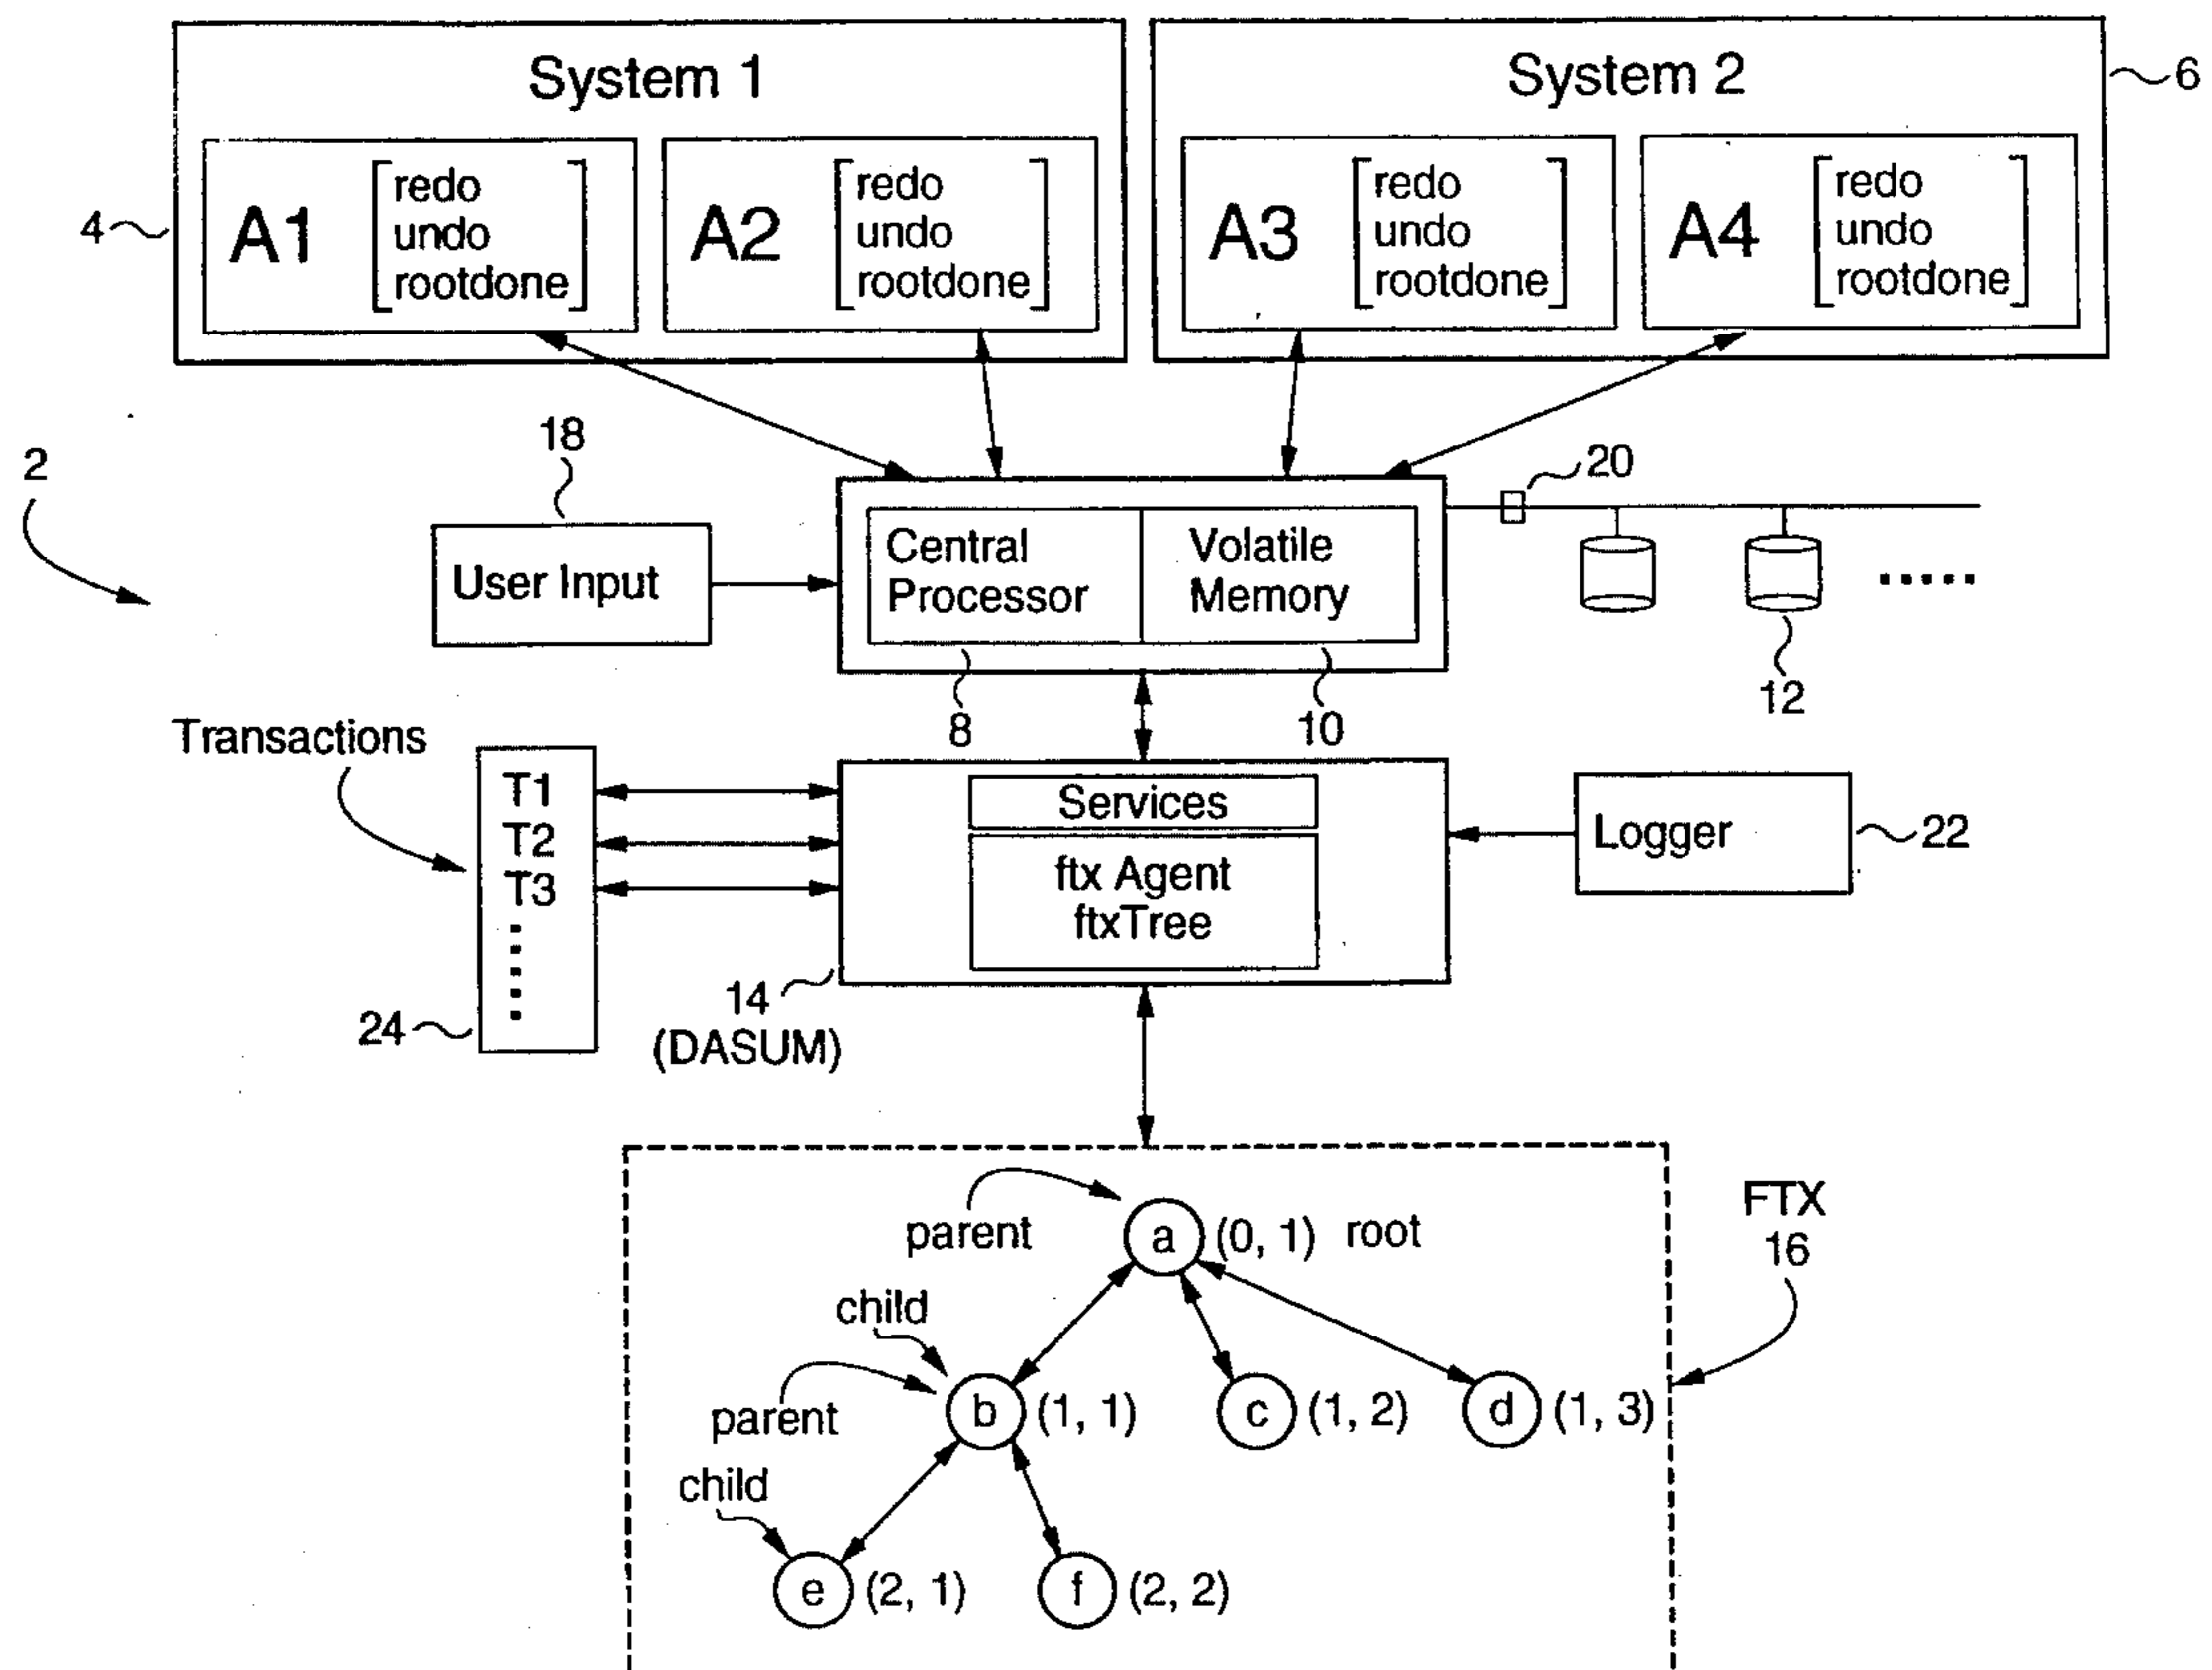 System 1
System 2
6
4
A1
redo
undo
rootdone
A2
redo
undo
rootdone
A3
redo
undo
rootdone
A4
redo
undo
rootdone
2
18
20
User Input
Central
Processor
Volatile
Memory
8
10
12
Transactions
T1
T2
T3
24
Services
ftx Agent
ftxTree
14
(DASUM)
Logger
22
FTX
16
parent
a
(0, 1)
root
child
parent
b
(1, 1)
c
(1, 2)
d
(1, 3)
child
e
(2, 1)
f
(2, 2)